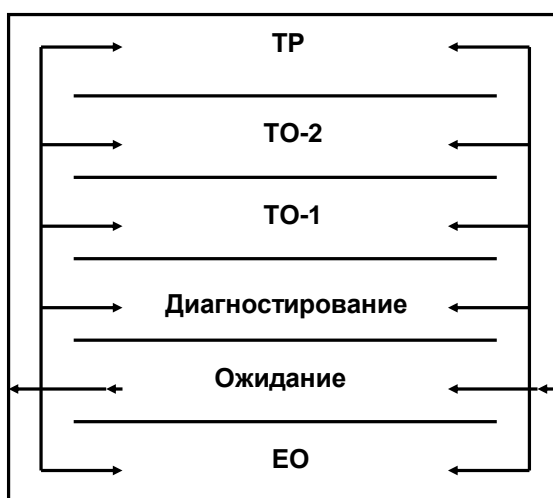 ТР
ТО-2
ТО-1
Диагностирование
Ожидание
ЕО